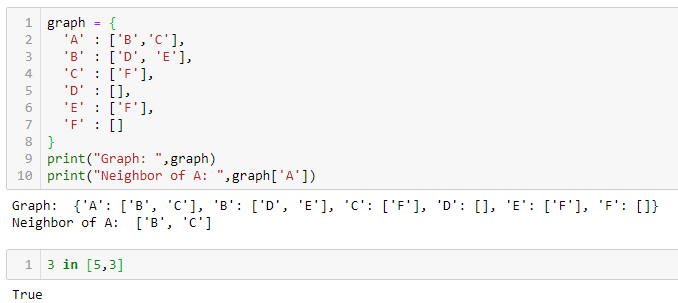 1 graph = {
2 'A' : ['B','C'],
3 'B' : ['D', 'E'],
4 'C' : ['F'],
5 'D' : [],
6 'E' : ['F'],
7 'F' : []
8 }
9 print("Graph: ",graph)
10 print("Neighbor of A: ",graph['A'])
Graph:  {'A': ['B', 'C'], 'B': ['D', 'E'], 'C': ['F'], 'D': [], 'E': ['F'], 'F': []}
Neighbor of A:  ['B', 'C']
1 3 in [5,3]
True